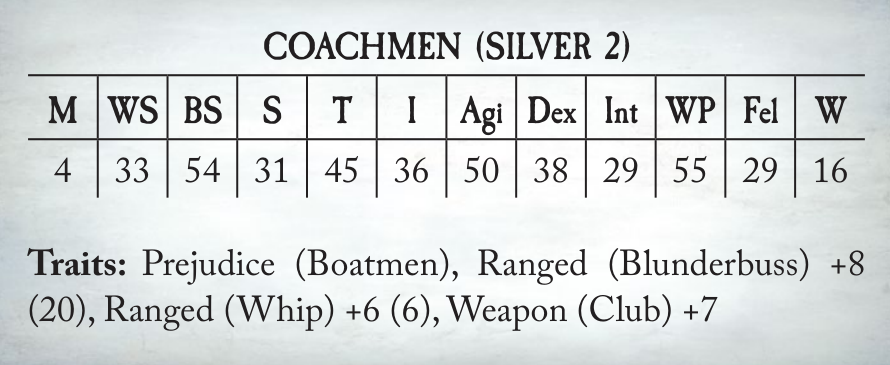 COACHMEN (SILVER 2)
M WS BS S T I Agi Dex Int WP Fel W
4 33 54 31 45 36 50 38 29 55 29 16
Traits: Prejudice (Boatmen), Ranged (Blunderbuss) +8
(20), Ranged (Whip) +6 (6), Weapon (Club) +7